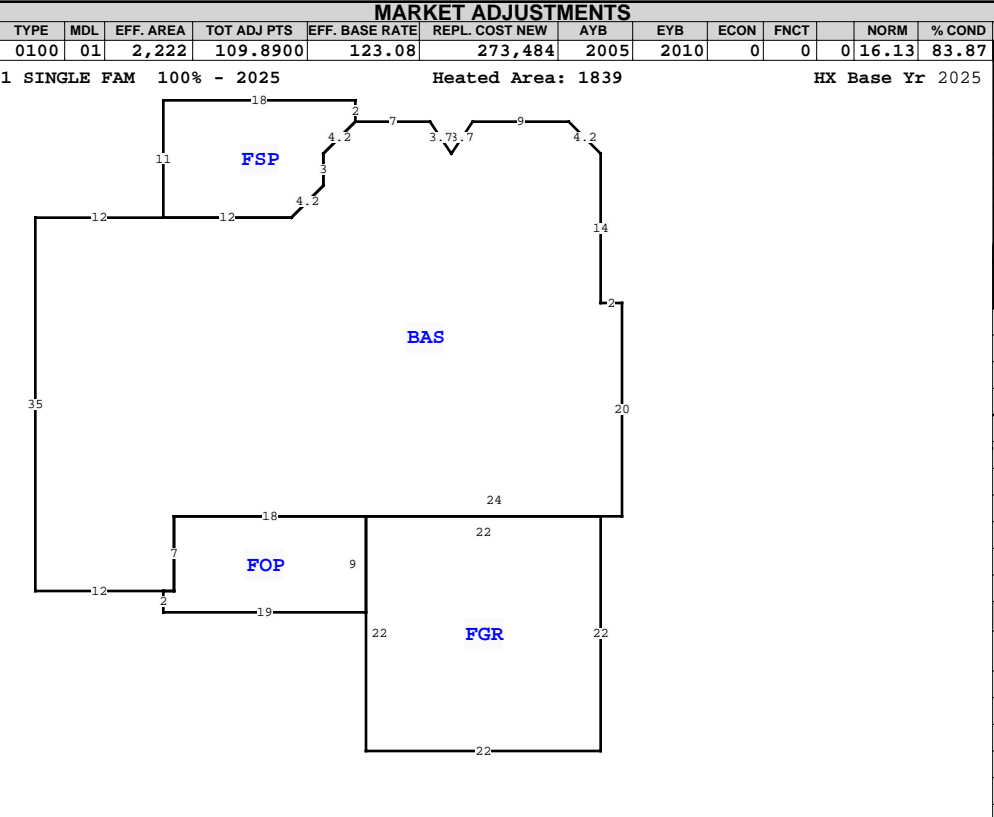 MARKET ADJUSTMENTS
TYPE MDL EFF. AREA TOT ADJ PTS EFF. BASE RATE REPL. COST NEW AYB EYB ECON FNCT NORM % COND
0100 01 2,222 109.8900 123.08 273,484 2005 2010 0 0 0 16.13 83.87
1 SINGLE FAM 100% - 2025 Heated Area: 1839 HX Base Yr 2025
18
2
7 9
4.2 3.7 3.7 4.2
11 FSP
3
4.2
12 12
14
2
BAS
35 20
24
18
22
7 FOP 9
12
2
19
22 FGR 22
22